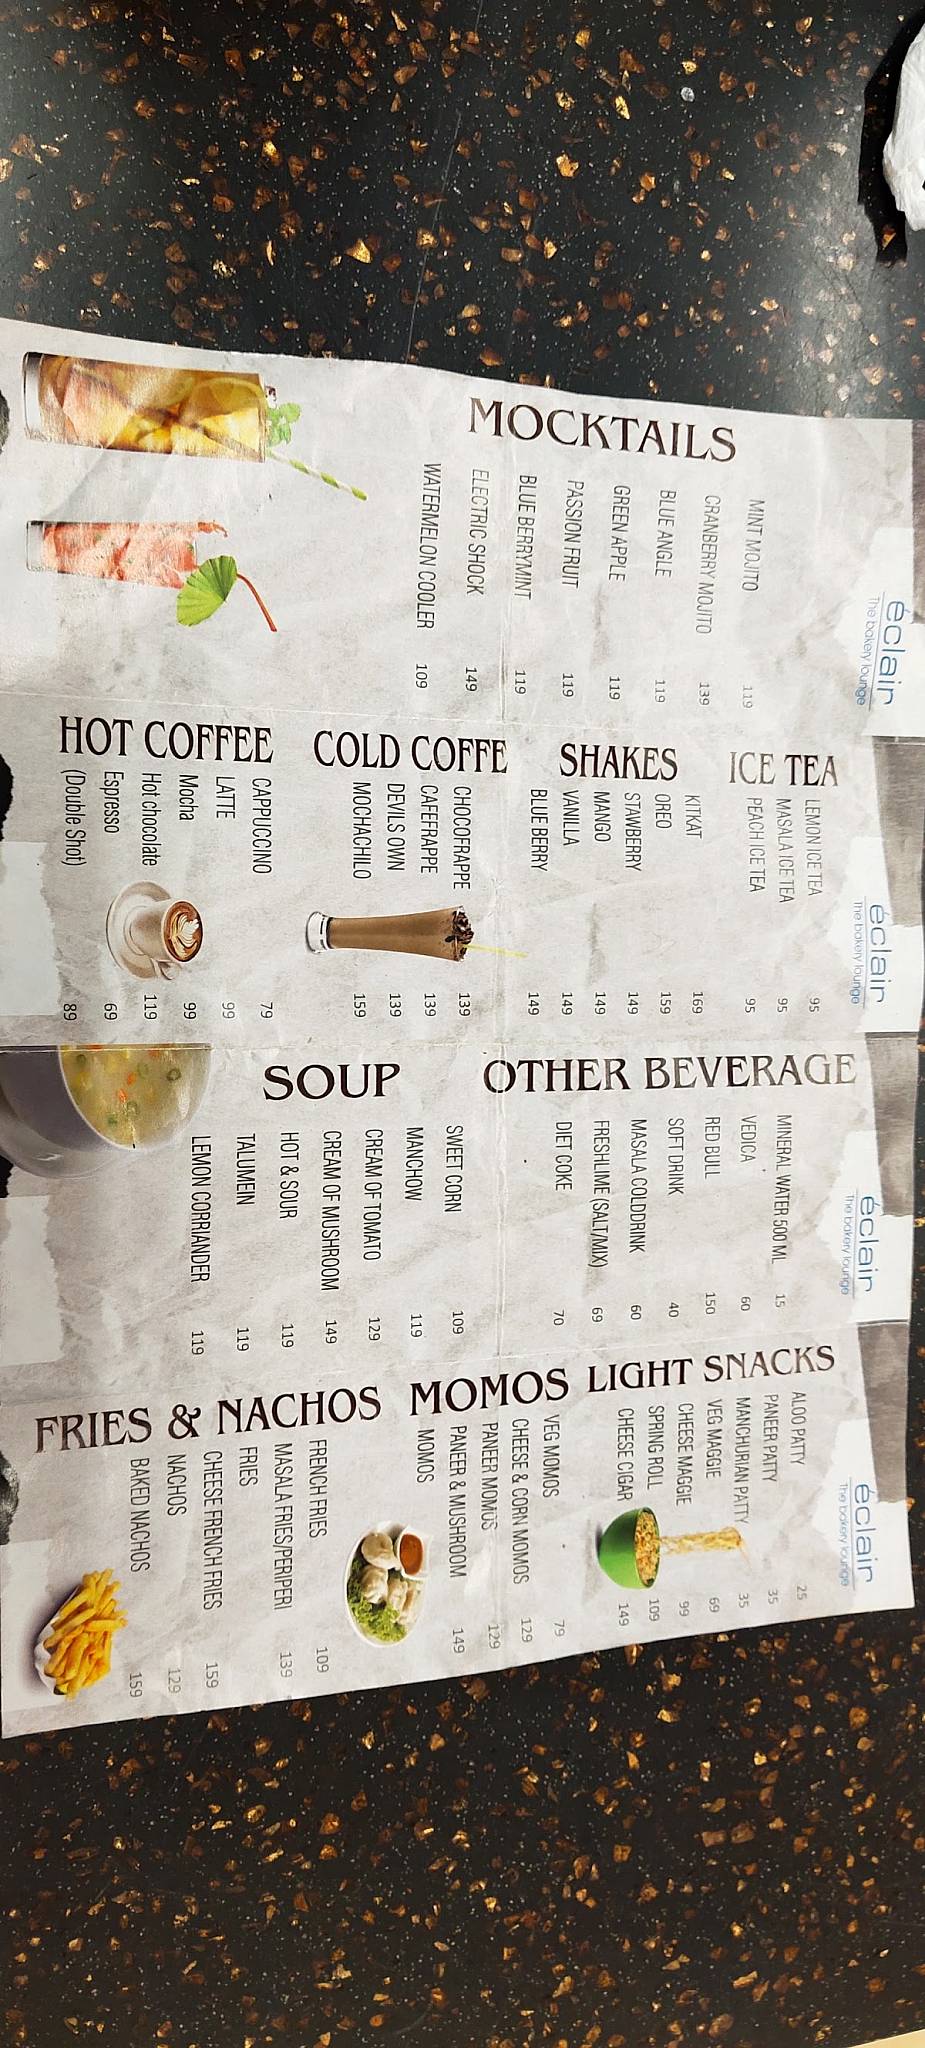 éclair
The bakery lounge
MOCKTAILS
MINT MOJITO 119
CRANBERRY MOJITO 139
BLUE ANGLE 119
GREEN APPLE 119
PASSION FRUIT 119
BLUE BERRYMINT 119
ELECTRIC SHOCK 149
WATERMELON COOLER 109
éclair
The bakery lounge
ICE TEA
LEMON ICE TEA 95
MASALA ICE TEA 95
PEACH ICE TEA 95
SHAKES
KITKAT 169
OREO 159
STAWBERRY 149
MANGO 149
VANILLA 149
BLUE BERRY 149
COLD COFFE
CHOCOFRAPPE 139
CAFEFRAPPE 139
DEVILS OWN 139
MOCHACHILO 159
HOT COFFEE
CAPPUCCINO 79
LATTE 99
Mocha 99
Hot chocolate 119
Espresso 69
(Double Shot) 89
éclair
The bakery lounge
OTHER BEVERAGE
MINERAL WATER 500 ML 15
VEDICA 60
RED BULL 150
SOFT DRINK 40
MASALA COLDDRINK 60
FRESHLIME (SALT/MIX) 69
DIET COKE 70
SOUP
SWEET CORN 109
MANCHOW 119
CREAM OF TOMATO 129
CREAM OF MUSHROOM 149
HOT & SOUR 119
TALUMEIN 119
LEMON CORRIANDER 119
éclair
The bakery lounge
LIGHT SNACKS
ALOO PATTY 25
PANEER PATTY 35
MANCHURIAN PATTY 35
VEG MAGGIE 69
CHEESE MAGGIE 99
SPRING ROLL 109
CHEESE CIGAR 149
MOMOS
VEG MOMOS 79
CHEESE & CORN MOMOS 129
PANEER MOMOS 129
PANEER & MUSHROOM 149
MOMOS
FRIES & NACHOS
FRENCH FRIES 109
MASALA FRIES/PERIPERI 139
FRIES
CHEESE FRENCH FRIES 159
NACHOS 129
BAKED NACHOS 159